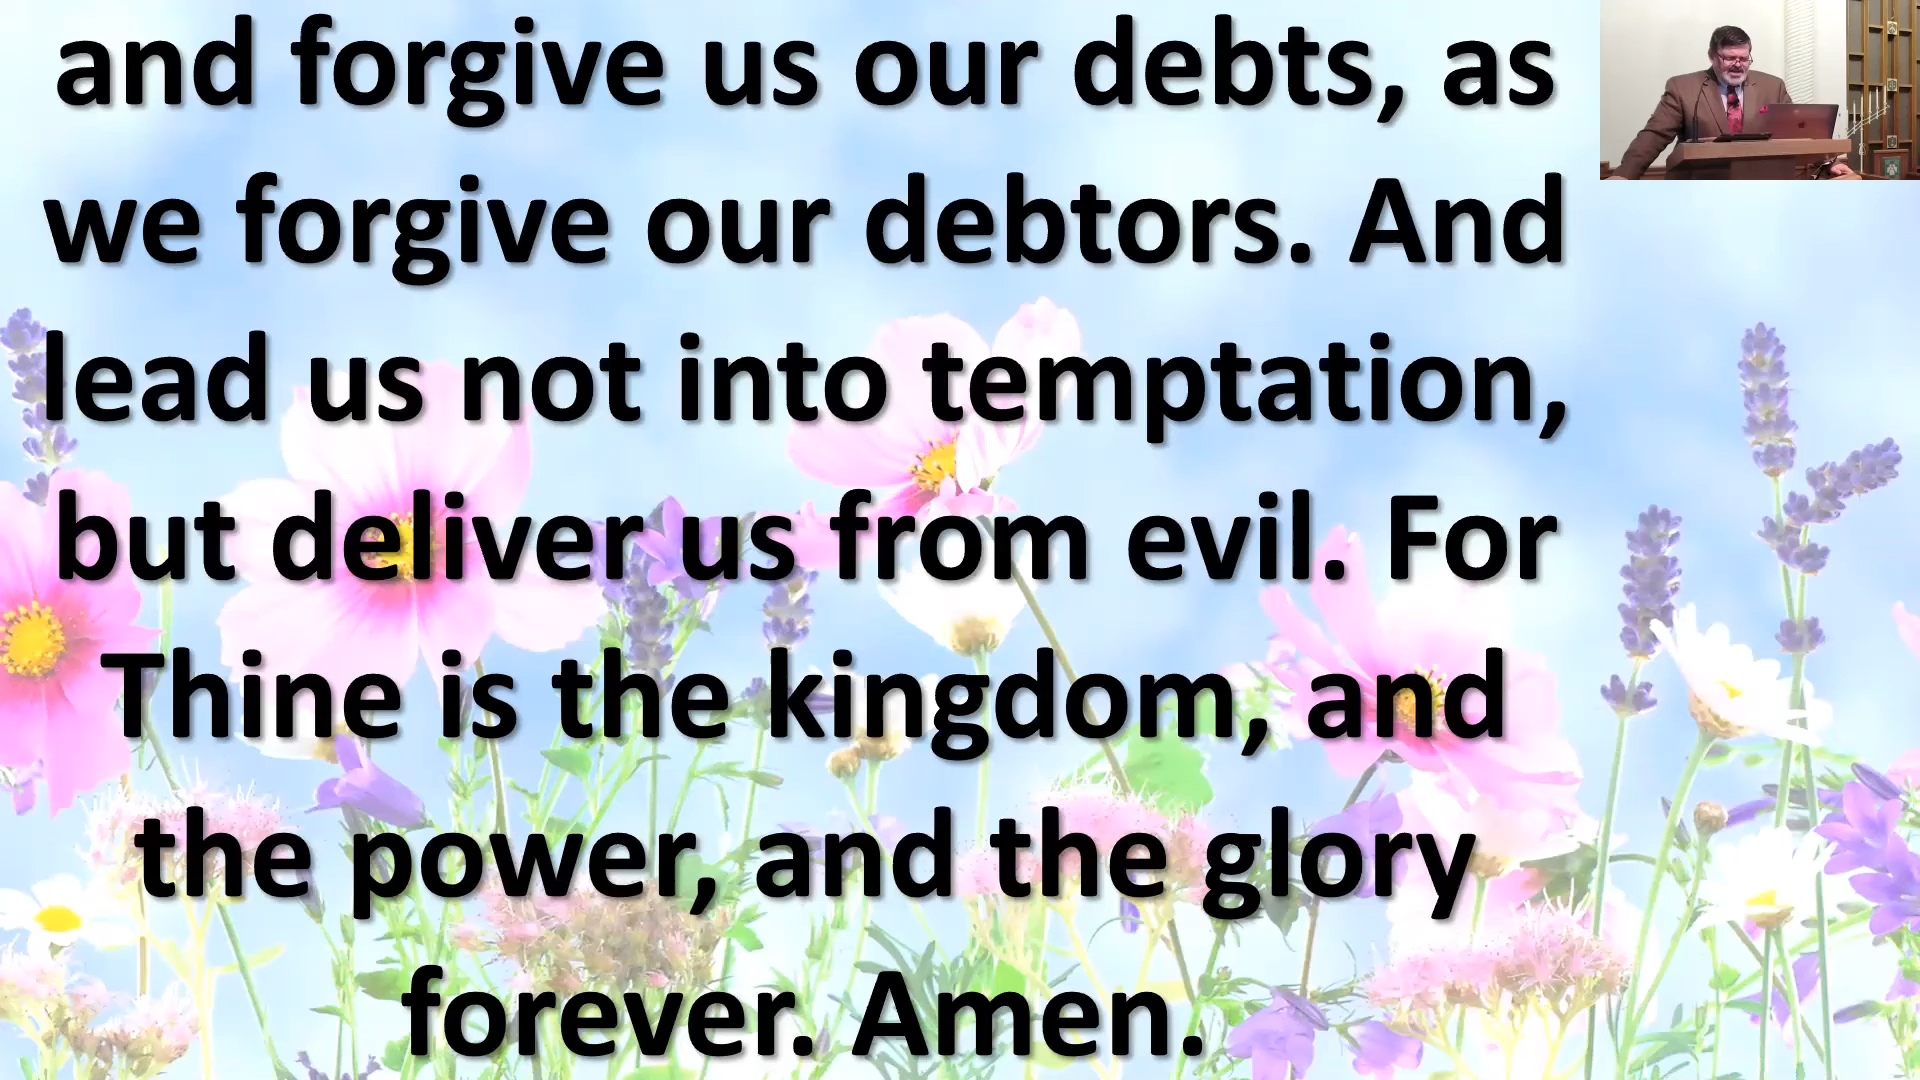 and forgive us our debts, as
we forgive our debtors. And
lead us not into temptation,
but deliver us from evil. For
Thine is the kingdom, and
the power, and the glory
forever. Amen.